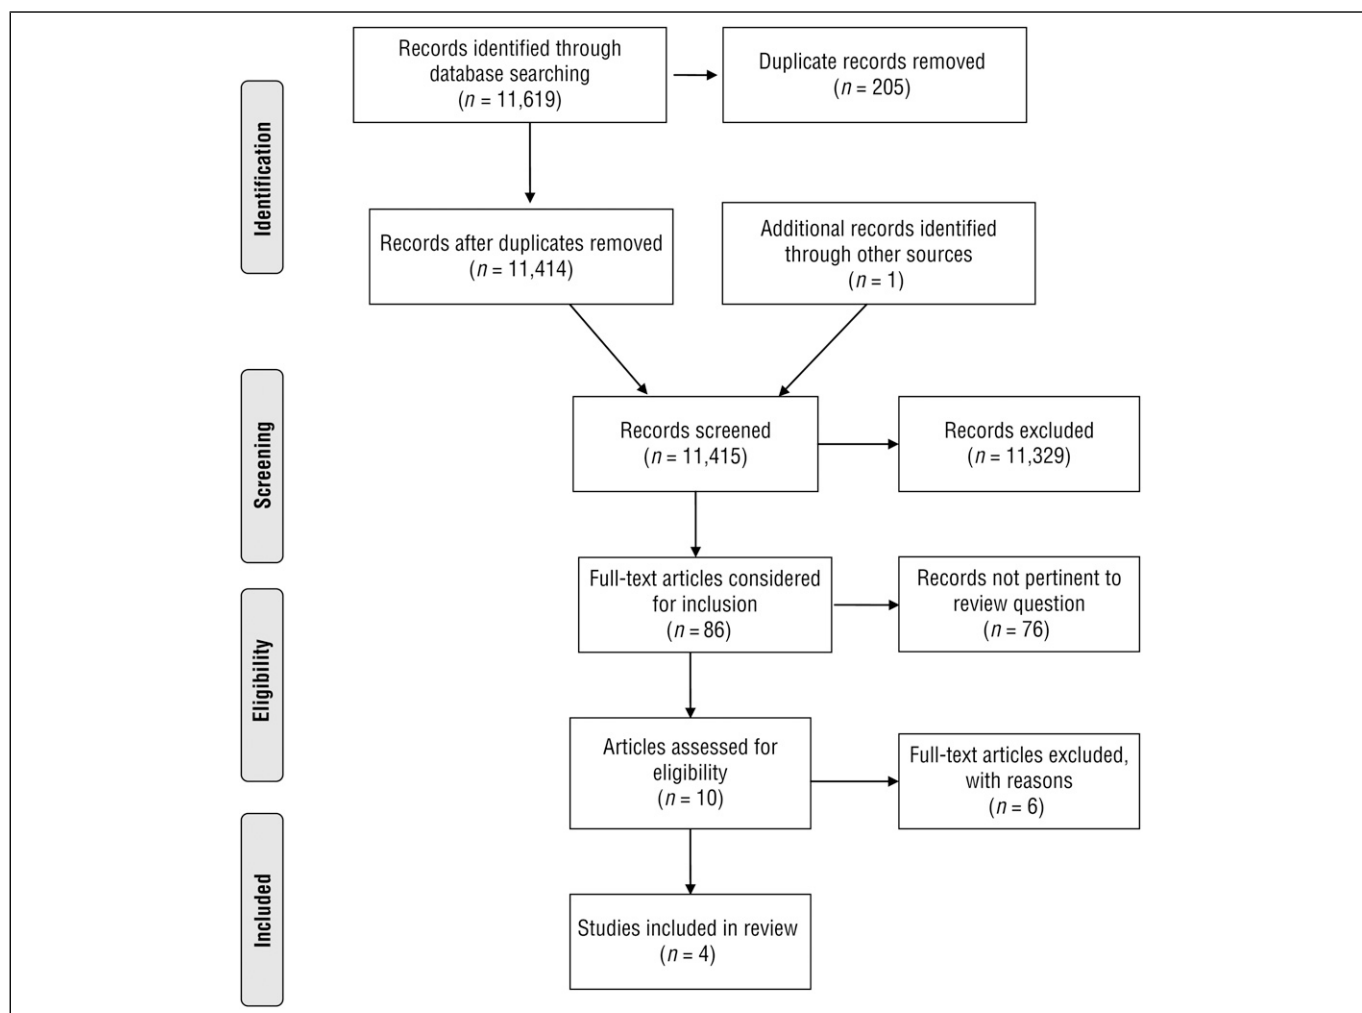 Records identified through
database searching
(n = 11,619)
Duplicate records removed
(n = 205)
Identification
Records after duplicates removed
(n = 11,414)
Additional records identified
through other sources
(n = 1)
Screening
Records screened
(n = 11,415)
Records excluded
(n = 11,329)
Full-text articles considered
for inclusion
(n = 86)
Records not pertinent to
review question
(n = 76)
Eligibility
Articles assessed for
eligibility
(n = 10)
Full-text articles excluded,
with reasons
(n = 6)
Included
Studies included in review
(n = 4)